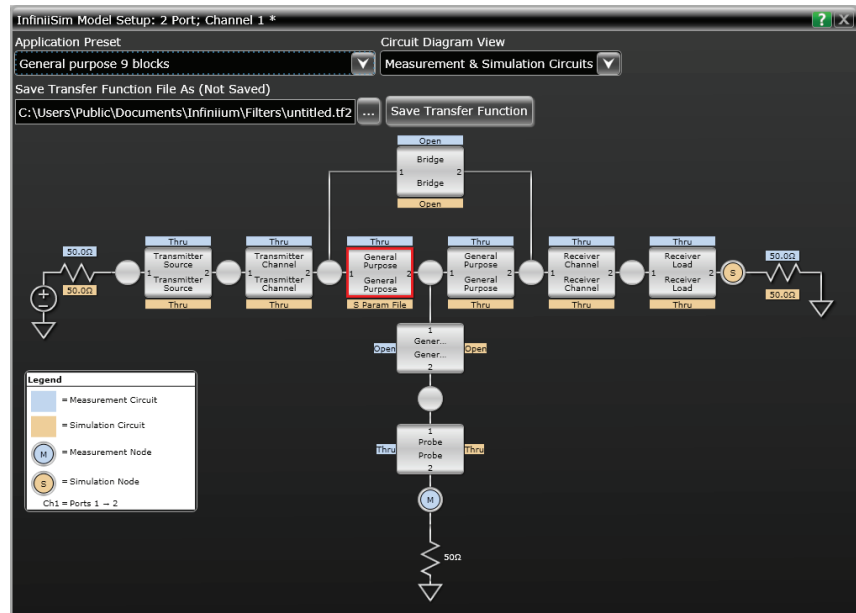 InfiniiSim Model Setup: 2 Port; Channel 1 *
? X
Application Preset
Circuit Diagram View
General purpose 9 blocks
Measurement & Simulation Circuits
Save Transfer Function File As (Not Saved)
C:\Users\Public\Documents\Infiniium\Filters\untitled.tf2
...
Save Transfer Function
Open
Bridge
1 2
Bridge
Open
50.0Ω
50.0Ω
Thru
Transmitter
Source
1 2
Transmitter
Source
Thru
Thru
Transmitter
Channel
1 2
Transmitter
Channel
Thru
Thru
General
Purpose
1 2
General
Purpose
S Param File
Thru
General
Purpose
1 2
General
Purpose
Thru
Thru
Receiver
Channel
1 2
Receiver
Channel
Thru
Thru
Receiver
Load
1 2
Receiver
Load
Thru
S
50.0Ω
50.0Ω
1
Gener...
Open Open
Gener...
2
1
Probe
Thru Thru
Probe
2
M
50Ω
Legend
= Measurement Circuit
= Simulation Circuit
M = Measurement Node
S = Simulation Node
Ch1 = Ports 1 → 2